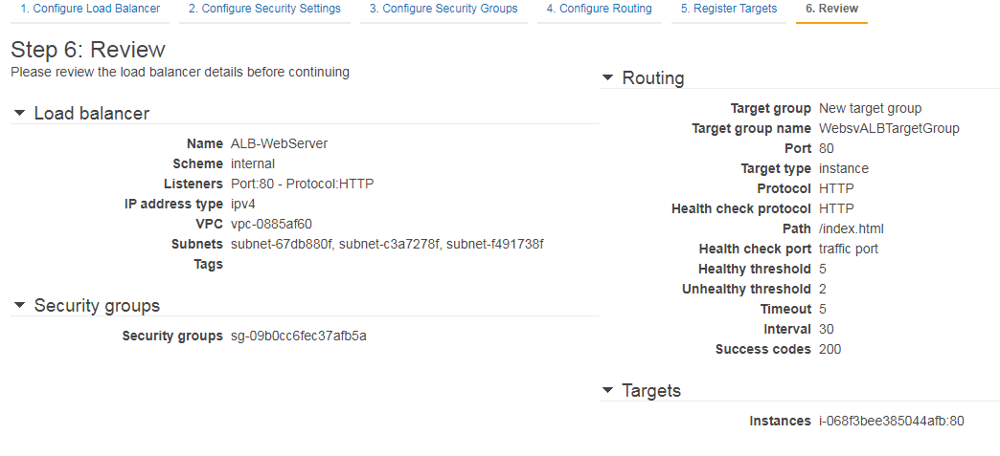 1. Configure Load Balancer 2. Configure Security Settings 3. Configure Security Groups 4. Configure Routing 5. Register Targets 6. Review
Step 6: Review
Please review the load balancer details before continuing
Load balancer
Name ALB-WebServer
Scheme internal
Listeners Port:80 - Protocol:HTTP
IP address type ipv4
VPC vpc-0885af60
Subnets subnet-67db880f, subnet-c3a7278f, subnet-f491738f
Tags
Security groups
Security groups sg-09b0cc6fec37afb5a
Routing
Target group New target group
Target group name WebsvALBTargetGroup
Port 80
Target type instance
Protocol HTTP
Health check protocol HTTP
Path /index.html
Health check port traffic port
Healthy threshold 5
Unhealthy threshold 2
Timeout 5
Interval 30
Success codes 200
Targets
Instances i-068f3bee385044afb:80